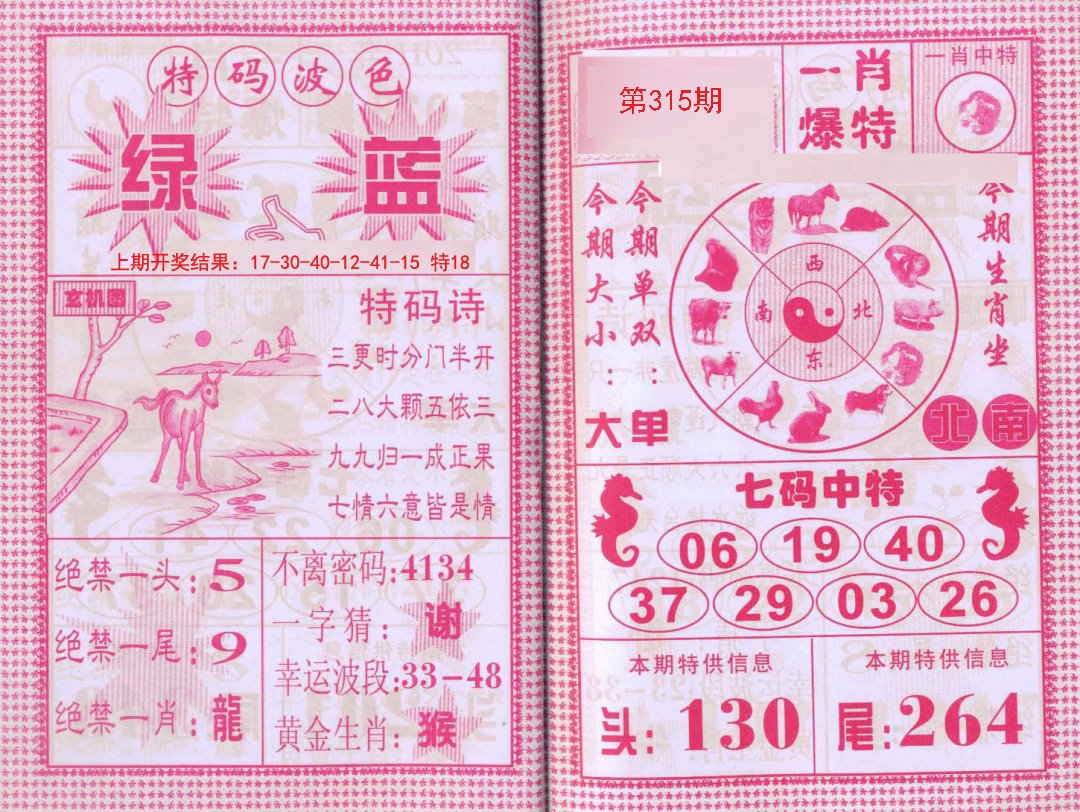 特码波色
绿 蓝
上期开奖结果：17-30-40-12-41-15 特18
玄机图
特码诗
三更时分门半开
二八大颗五依三
九九归一成正果
七情六意皆是情
绝禁一头:5
绝禁一尾:9
绝禁一肖:龍
不离密码:4134
一字猜:谢
幸运波段:33-48
黄金生肖:猴
第315期
一肖
爆特
一肖中特
今期大小:
大
今期单双:
单
西
南 北
东
今期生肖坐
北 南
七码中特
06 19 40
37 29 03 26
本期特供信息
头:130
本期特供信息
尾:264